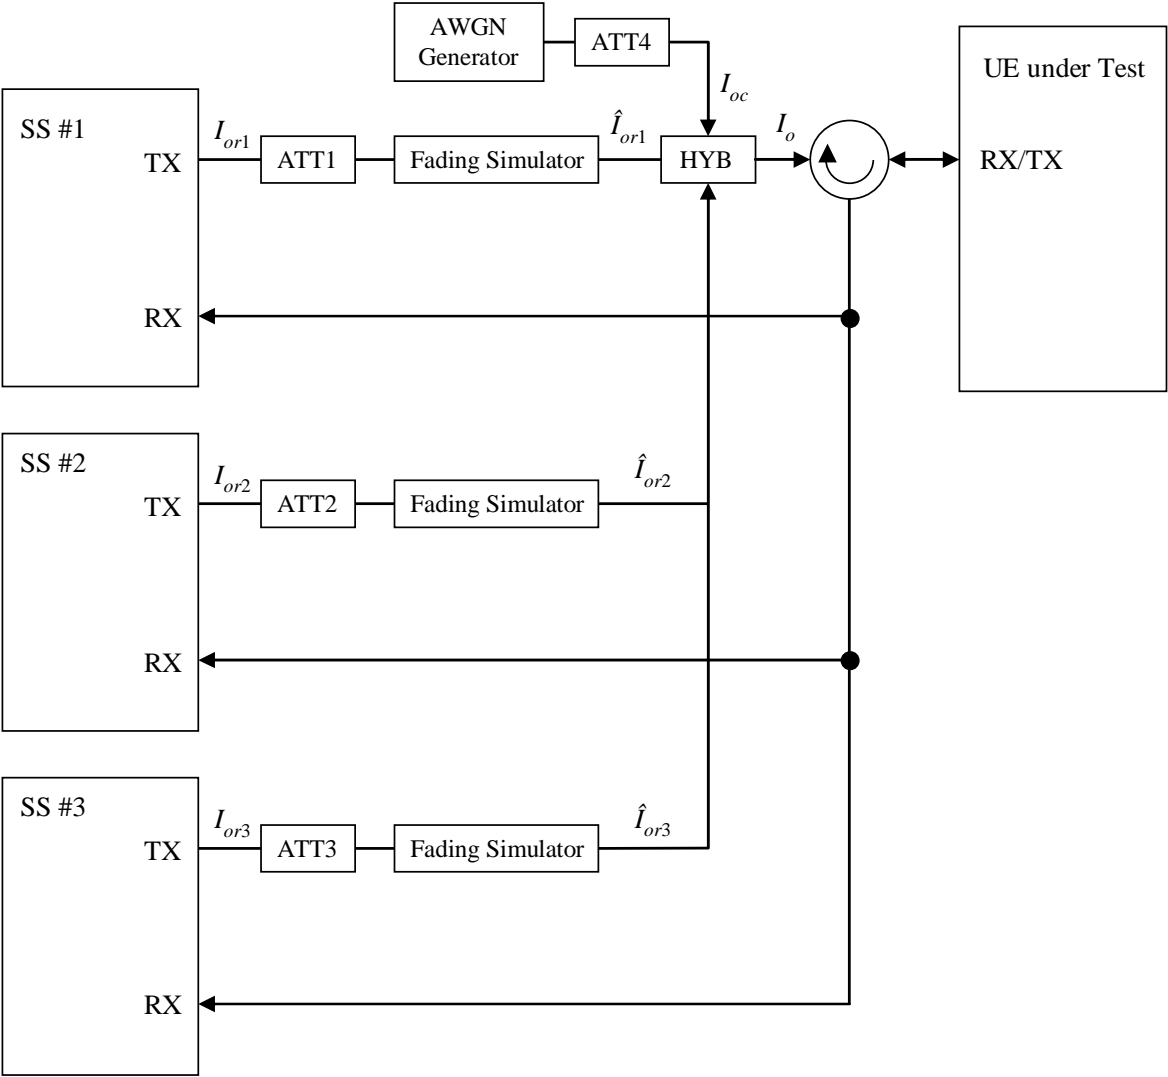 AWGN
Generator
ATT4
UE under Test
I_oc
SS #1
I_or1
Î_or1
I_o
TX
ATT1
Fading Simulator
HYB
RX/TX
RX
SS #2
I_or2
Î_or2
TX
ATT2
Fading Simulator
RX
SS #3
I_or3
Î_or3
TX
ATT3
Fading Simulator
RX